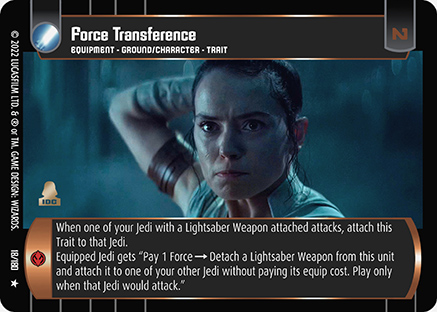 Force Transference
EQUIPMENT - GROUND/CHARACTER - TRAIT
N
© 2022 LUCASFILM LTD. & ® or TM. GAME DESIGN: WIZARDS.
IDC
When one of your Jedi with a Lightsaber Weapon attached attacks, attach this
Trait to that Jedi.
Equipped Jedi gets “Pay 1 Force → Detach a Lightsaber Weapon from this unit
and attach it to one of your other Jedi without paying its equip cost. Play only
when that Jedi would attack.”
18/180 ★